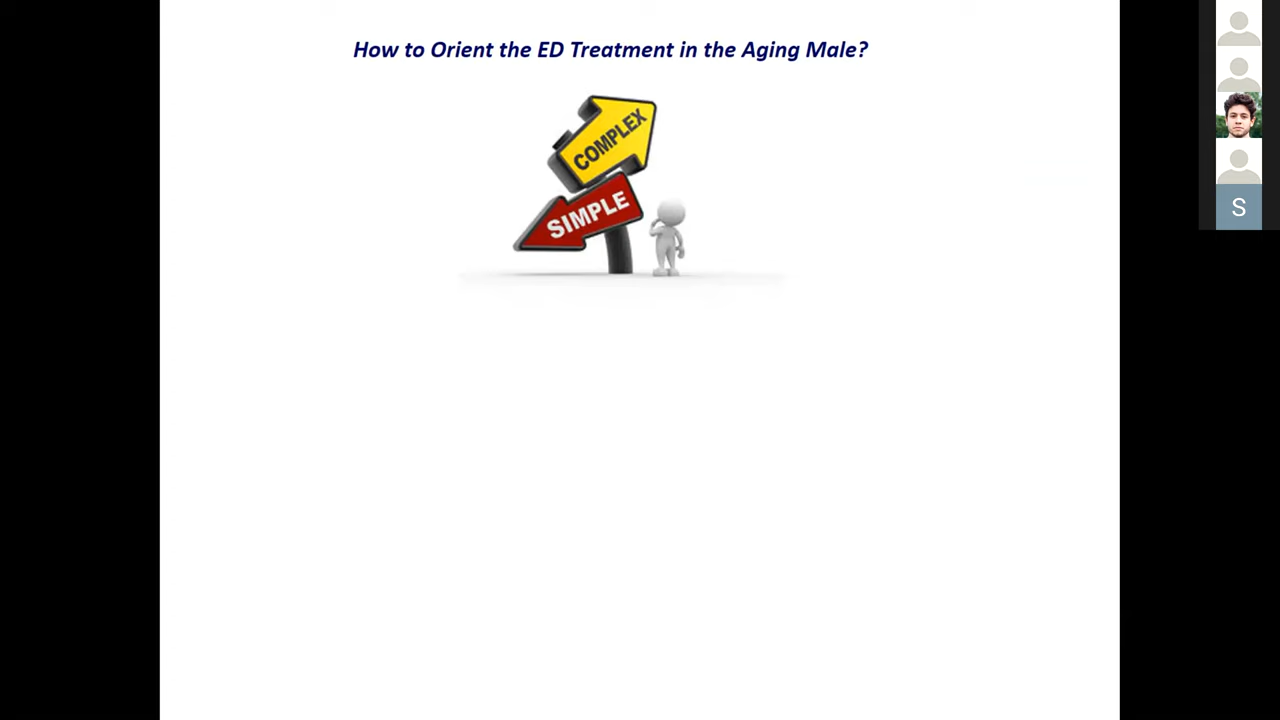 How to Orient the ED Treatment in the Aging Male?
COMPLEX
SIMPLE
S